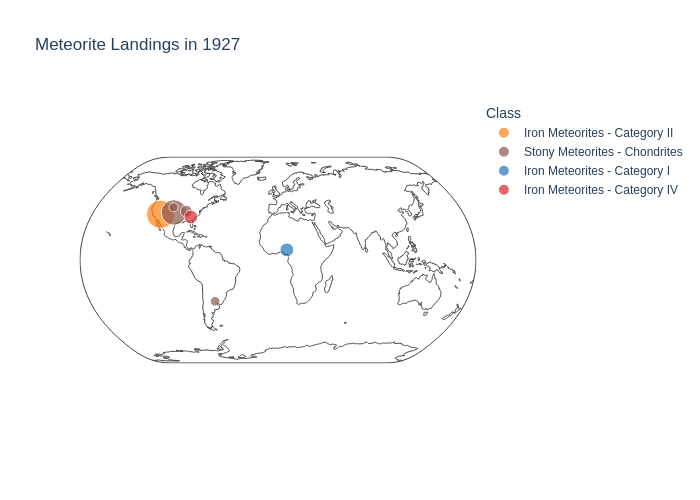 Meteorite Landings in 1927
Class
Iron Meteorites - Category II
Stony Meteorites - Chondrites
Iron Meteorites - Category I
Iron Meteorites - Category IV